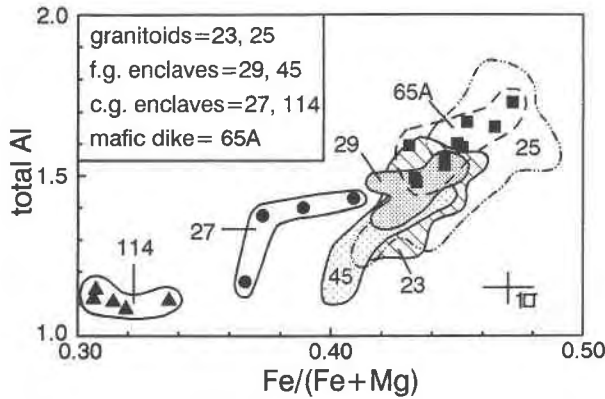 2.0
granitoids=23, 25
f.g. enclaves=29, 45
c.g. enclaves=27, 114
mafic dike= 65A
65A
29
25
total Al
1.5
27
114
45
23
1σ
1.0
0.30
0.40
0.50
Fe/(Fe+Mg)